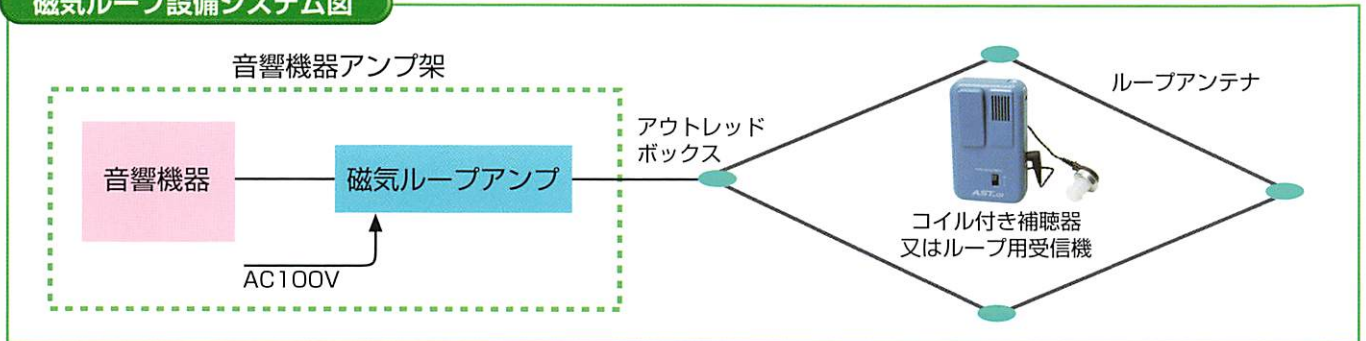 磁気ループ設備システム図
音響機器アンプ架
音響機器
磁気ループアンプ
AC100V
アウトレッド
ボックス
ループアンテナ
コイル付き補聴器
又はループ用受信機